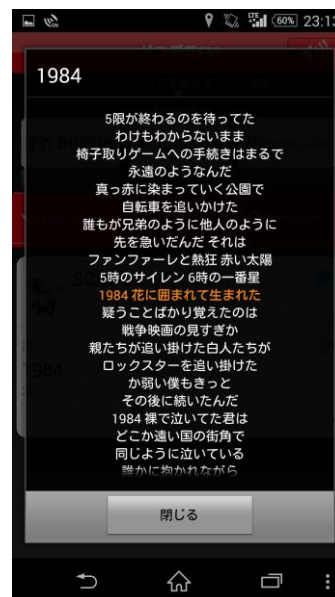 60%
23:13
1984
5限が終わるのを待ってた
わけもわからないまま
椅子取りゲームへの手続きはまるで
永遠のようなんだ
真っ赤に染まっていく公園で
自転車を追いかけた
誰もが兄弟のように他人のように
先を急いだんだ それは
ファンファーレと熱狂 赤い太陽
5時のサイレン 6時の一番星
1984 花に囲まれて生まれた
疑うことばかり覚えたのは
戦争映画の見すぎか
親たちが追い掛けた白人たちが
ロックスターを追い掛けた
か弱い僕もきっと
その後に続いたんだ
1984 裸で泣いてた君は
どこか遠い国の街角で
同じように泣いている
誰かに抱かれながら
閉じる